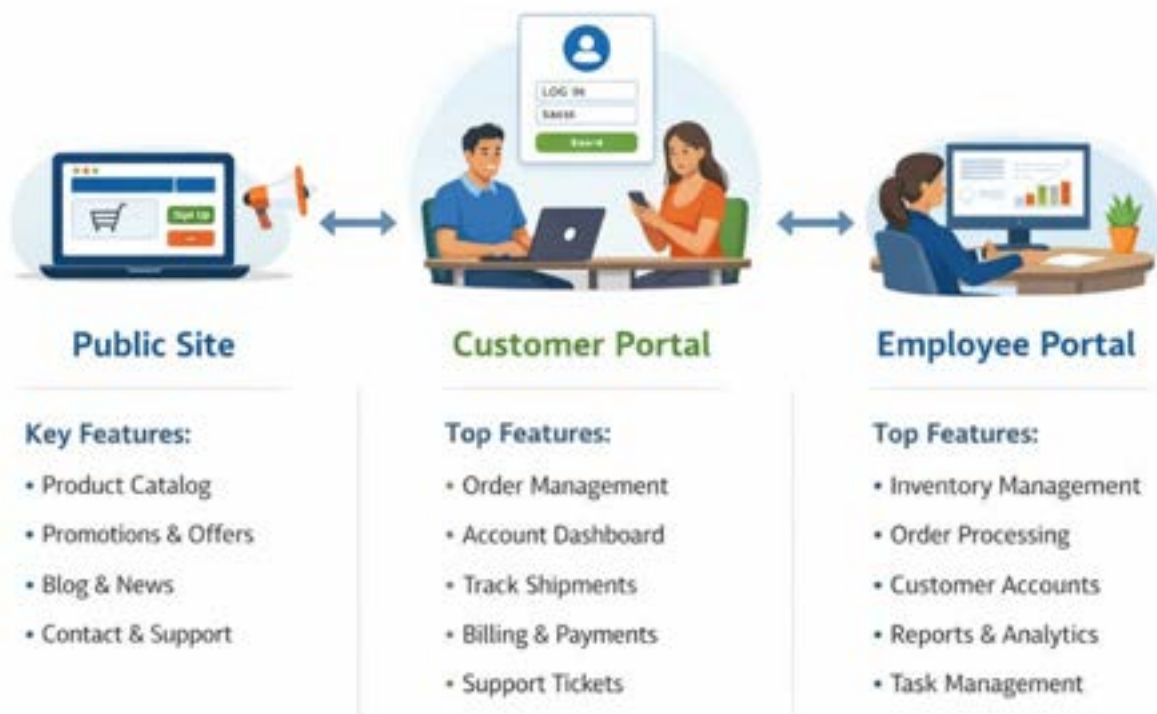 LOG IN
Sign Up
Public Site
Customer Portal
Employee Portal
Key Features:
• Product Catalog
• Promotions & Offers
• Blog & News
• Contact & Support
Top Features:
• Order Management
• Account Dashboard
• Track Shipments
• Billing & Payments
• Support Tickets
Top Features:
• Inventory Management
• Order Processing
• Customer Accounts
• Reports & Analytics
• Task Management